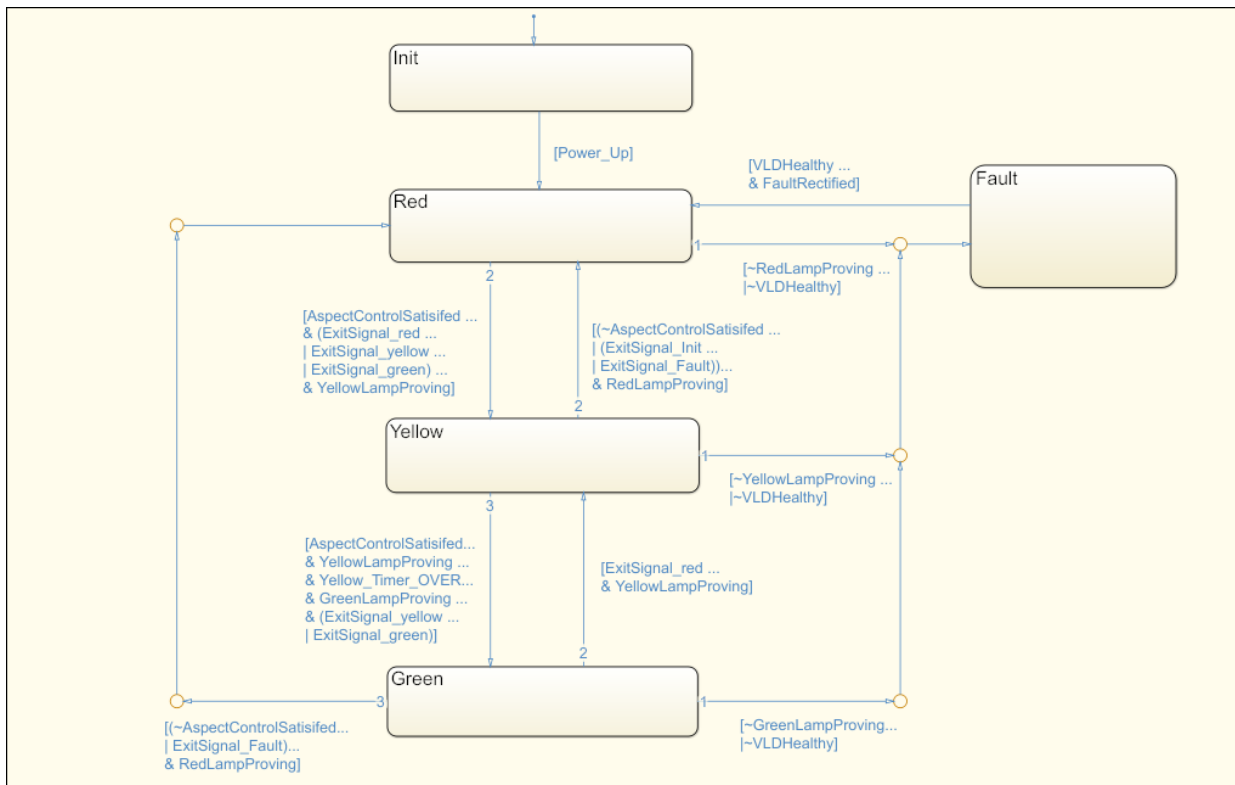 Init
[Power_Up]
[VLDHealthy ...
& FaultRectified]
Fault
Red
1
[~RedLampProving ...
|~VLDHealthy]
2
[AspectControlSatisifed ...
& (ExitSignal_red ...
| ExitSignal_yellow ...
| ExitSignal_green) ...
& YellowLampProving]
[(~AspectControlSatisifed ...
| (ExitSignal_Init ...
| ExitSignal_Fault))...
& RedLampProving]
2
Yellow
1
[~YellowLampProving ...
|~VLDHealthy]
3
[AspectControlSatisifed...
& YellowLampProving ...
& Yellow_Timer_OVER...
& GreenLampProving ...
& (ExitSignal_yellow ...
| ExitSignal_green)]
[ExitSignal_red ...
& YellowLampProving]
2
Green
3
1
[(~AspectControlSatisifed...
| ExitSignal_Fault)...
& RedLampProving]
[~GreenLampProving...
|~VLDHealthy]